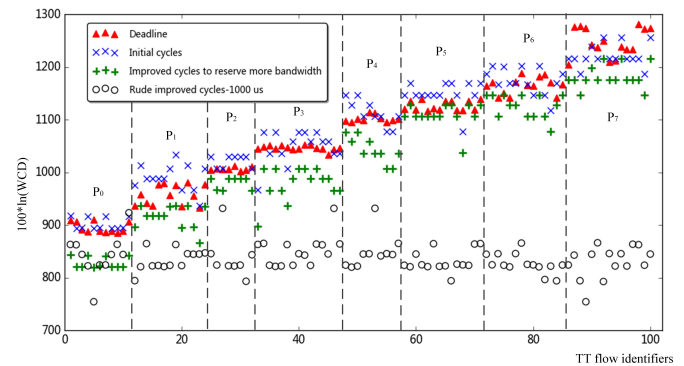 1300
1200
1100
1000
900
800
700
100*ln(WCD)
Deadline
Initial cycles
Improved cycles to reserve more bandwidth
Rude improved cycles-1000 us
P0
P1
P2
P3
P4
P5
P6
P7
0
20
40
60
80
100
TT flow identifiers